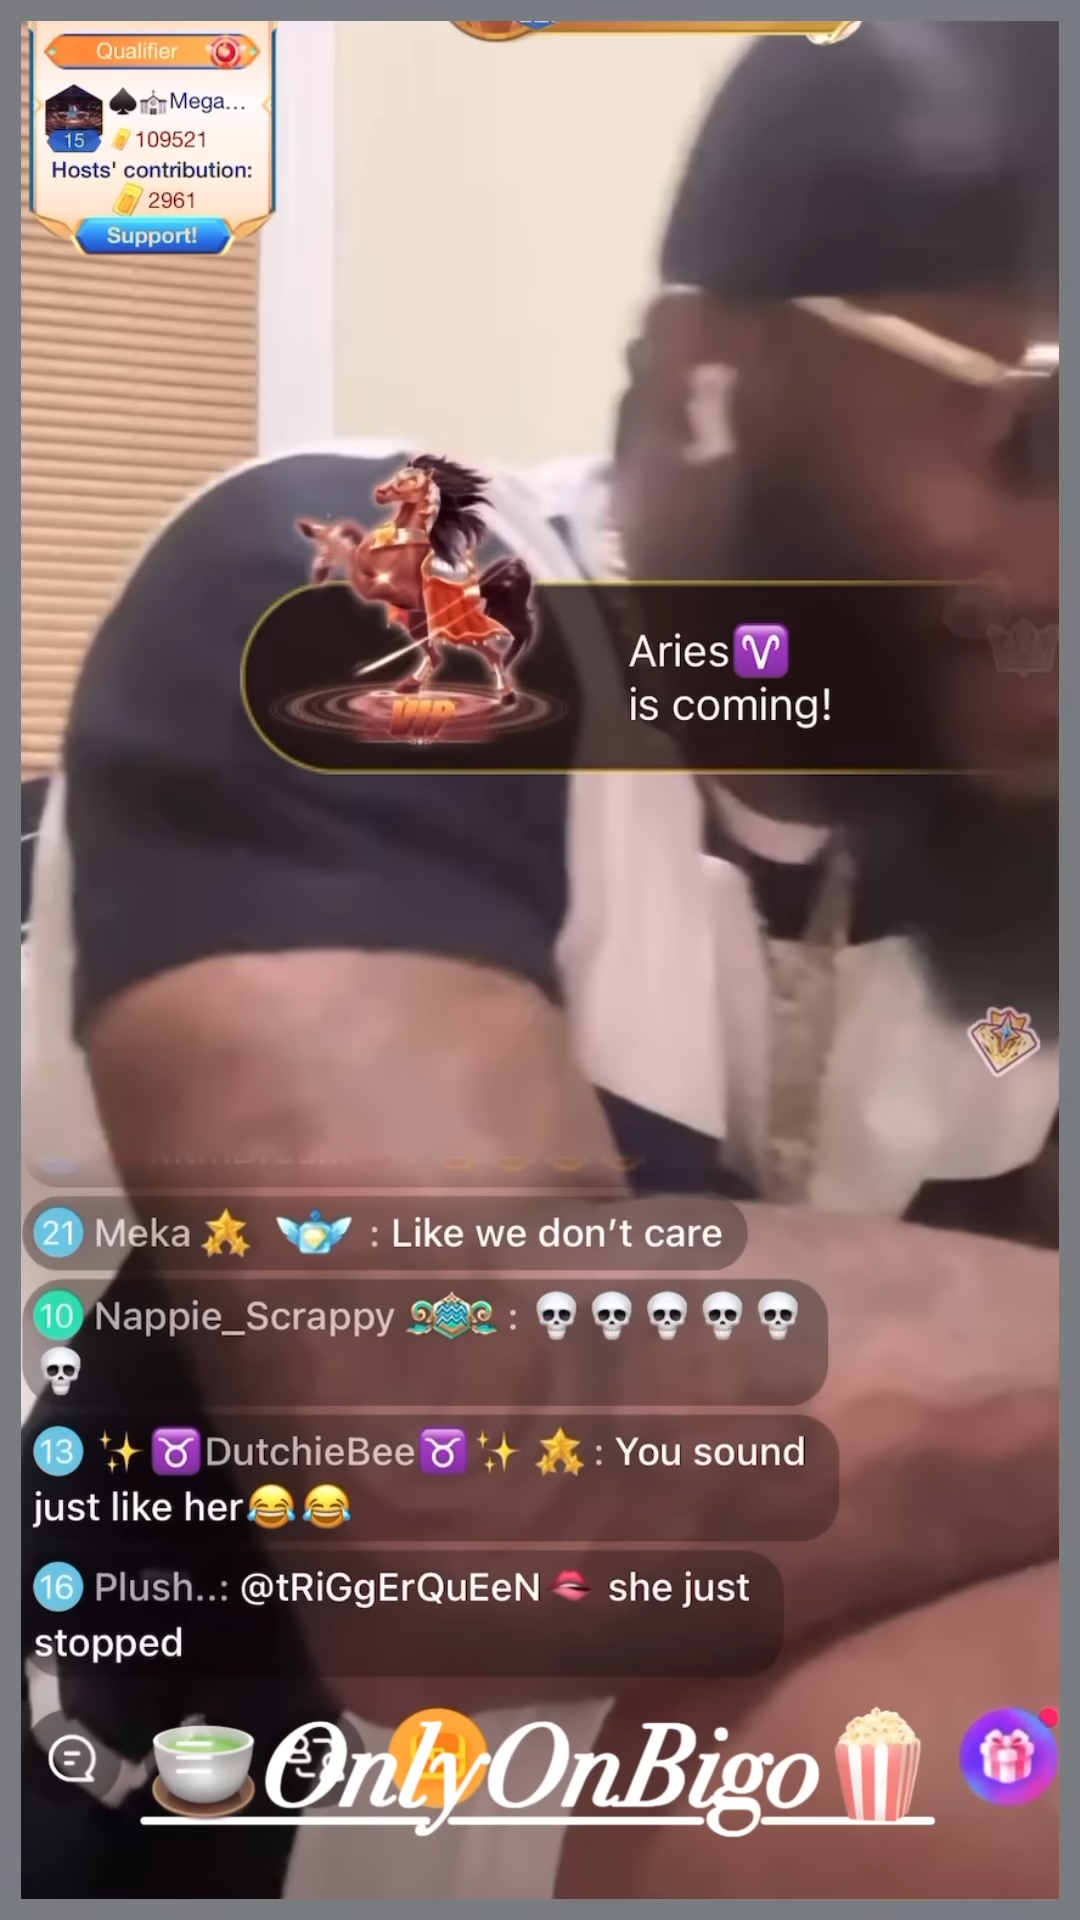 Qualifier
♠️⛪Mega...
15
109521
Hosts' contribution:
2961
Support!
Aries♈
is coming!
VIP
21 Meka : Like we don’t care
10 Nappie_Scrappy : 💀💀💀💀💀
💀
13 ✨♉DutchieBee♉✨ : You sound
just like her😂😂
16 Plush..: @tRiGgErQuEeN💋 she just
stopped
🍵OnlyOnBigo🍿